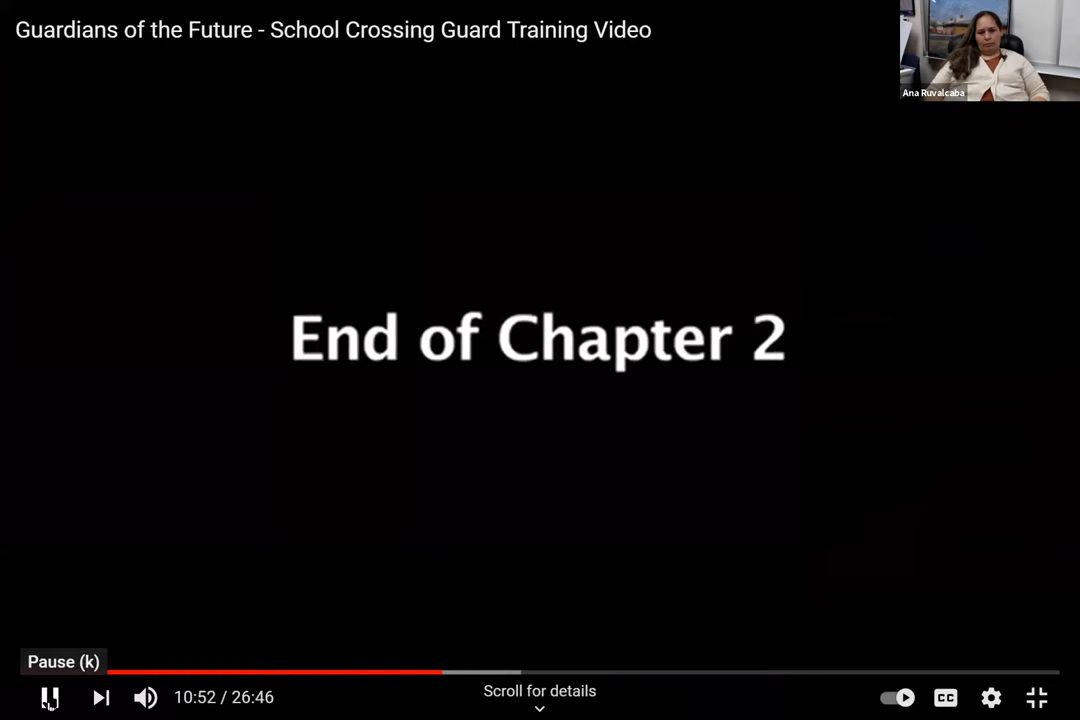 Guardians of the Future - School Crossing Guard Training Video
Ana Ruvalcaba
End of Chapter 2
Pause (k)
10:52 / 26:46
Scroll for details
CC